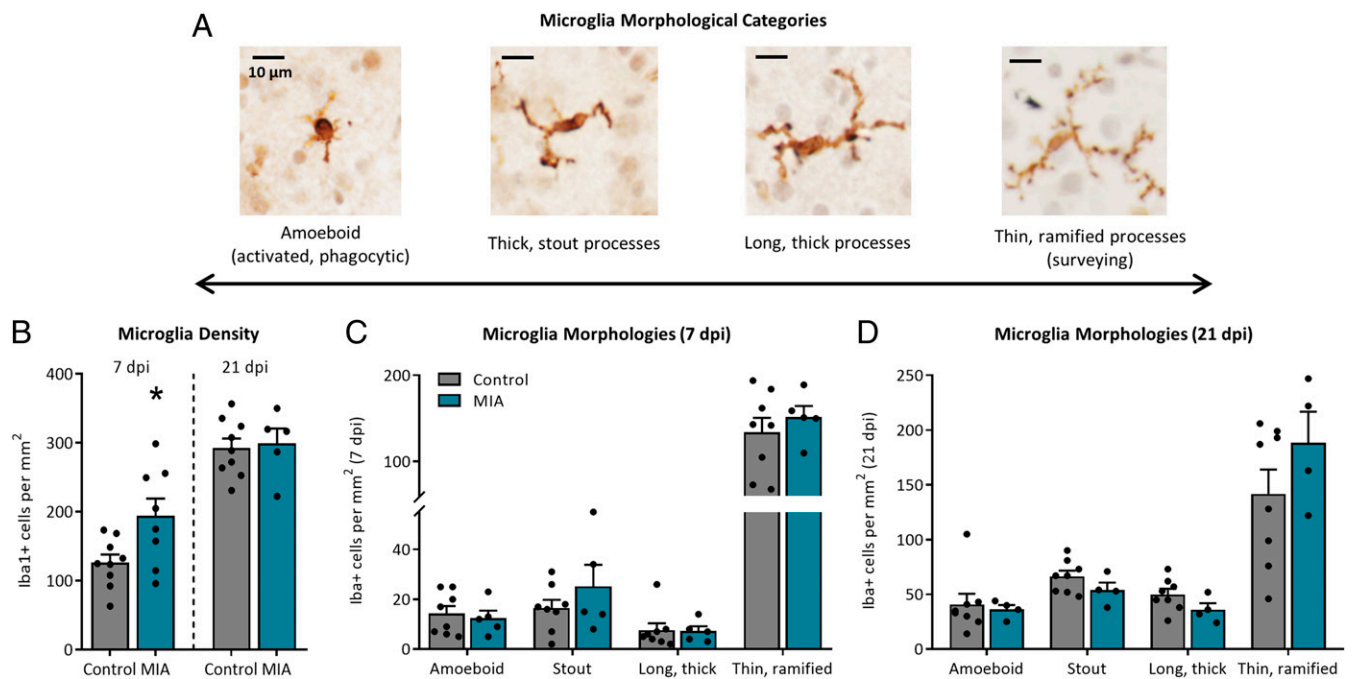 A
Microglia Morphological Categories
10 µm
Amoeboid
(activated, phagocytic)
Thick, stout processes
Long, thick processes
Thin, ramified processes
(surveying)
B
Microglia Density
7 dpi
21 dpi
*
Iba1+ cells per mm²
400
300
200
100
0
Control MIA
Control MIA
C
Microglia Morphologies (7 dpi)
Control
MIA
Iba+ cells per mm² (7 dpi)
200
100
40
20
0
Amoeboid
Stout
Long, thick
Thin, ramified
D
Microglia Morphologies (21 dpi)
Iba+ cells per mm² (21 dpi)
250
200
150
100
50
0
Amoeboid
Stout
Long, thick
Thin, ramified